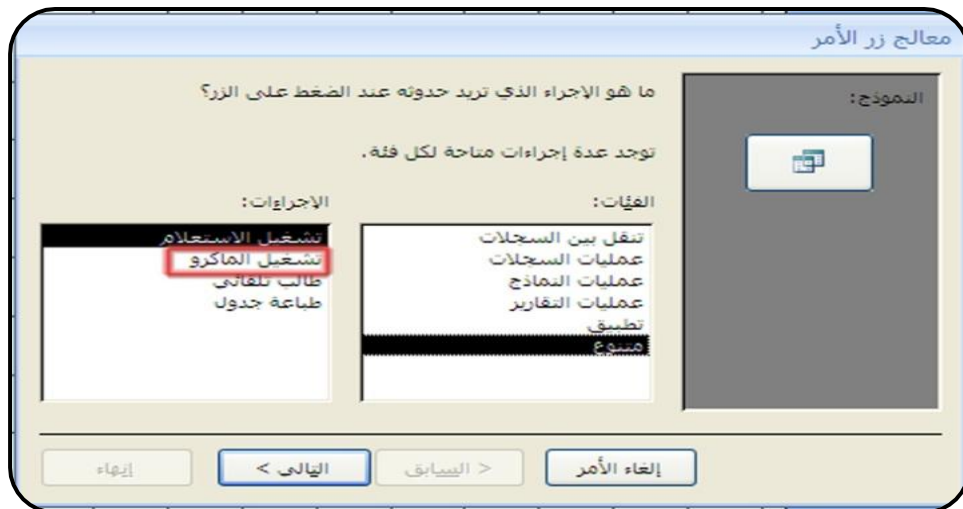 معالج زر الأمر
النموذج:
ما هو الاجراء الذي تريد حدوثه عند الضغط على الزر؟
توجد عدة إجراءات متاحة لكل فئة.
الفئات:
تنقل بين السجلات
عمليات السجلات
عمليات النماذج
عمليات التقارير
تطبيق
متنوع
الاجراءات:
تشغيل الاستعلام
تشغيل الماكرو
طالب تلقائي
طباعة جدول
إلغاء الأمر
< السابق
التالي >
إنهاء